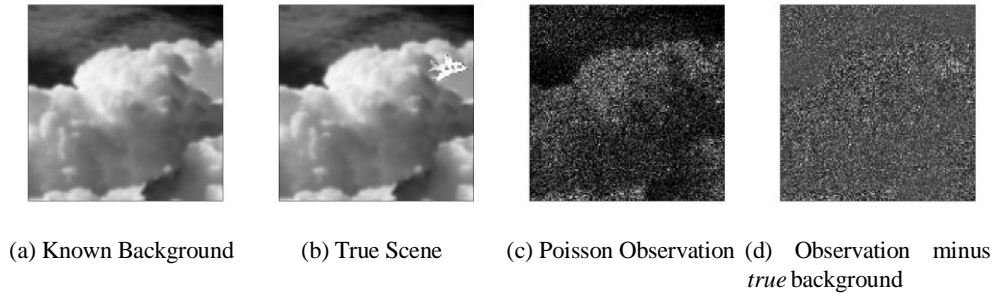 (a) Known Background
(b) True Scene
(c) Poisson Observation
(d) Observation minus
true background